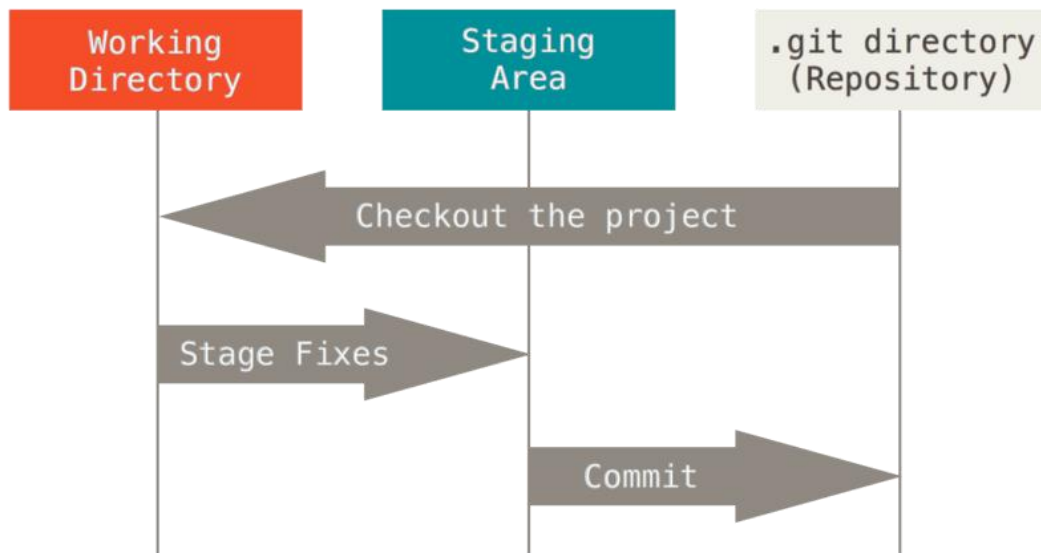 Working
Directory
Staging
Area
.git directory
(Repository)
Checkout the project
Stage Fixes
Commit